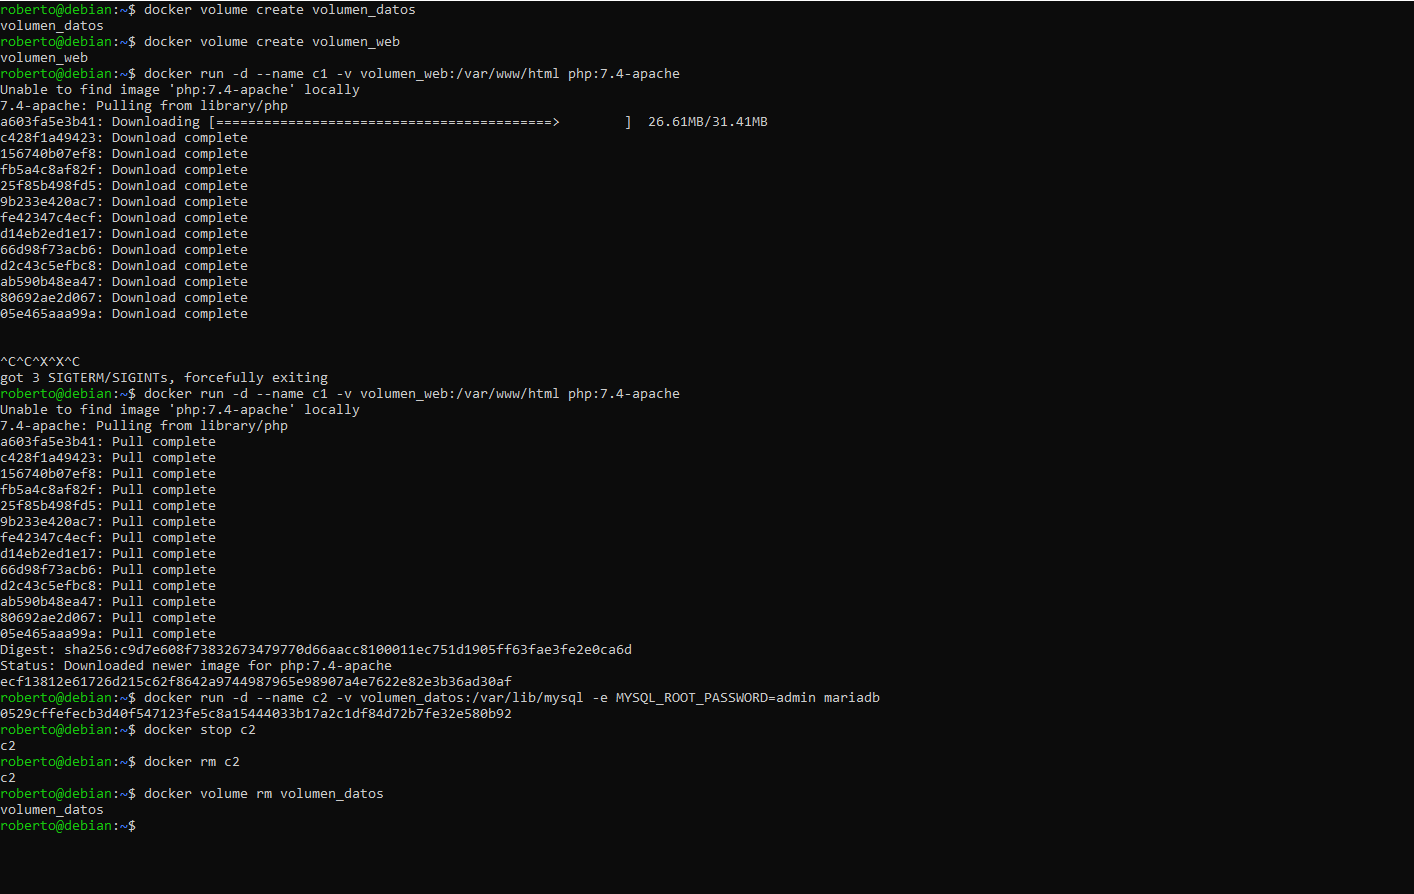 roberto@debian:~$ docker volume create volumen_datos
volumen_datos
roberto@debian:~$ docker volume create volumen_web
volumen_web
roberto@debian:~$ docker run -d --name c1 -v volumen_web:/var/www/html php:7.4-apache
Unable to find image 'php:7.4-apache' locally
7.4-apache: Pulling from library/php
a603fa5e3b41: Downloading [==========================================>        ]  26.61MB/31.41MB
c428f1a49423: Download complete
156740b07ef8: Download complete
fb5a4c8af82f: Download complete
25f85b498fd5: Download complete
9b233e420ac7: Download complete
fe42347c4ecf: Download complete
d14eb2ed1e17: Download complete
66d98f73acb6: Download complete
d2c43c5efbc8: Download complete
ab590b48ea47: Download complete
80692ae2d067: Download complete
05e465aaa99a: Download complete
^C^C^X^X^C
got 3 SIGTERM/SIGINTs, forcefully exiting
roberto@debian:~$ docker run -d --name c1 -v volumen_web:/var/www/html php:7.4-apache
Unable to find image 'php:7.4-apache' locally
7.4-apache: Pulling from library/php
a603fa5e3b41: Pull complete
c428f1a49423: Pull complete
156740b07ef8: Pull complete
fb5a4c8af82f: Pull complete
25f85b498fd5: Pull complete
9b233e420ac7: Pull complete
fe42347c4ecf: Pull complete
d14eb2ed1e17: Pull complete
66d98f73acb6: Pull complete
d2c43c5efbc8: Pull complete
ab590b48ea47: Pull complete
80692ae2d067: Pull complete
05e465aaa99a: Pull complete
Digest: sha256:c9d7e608f73832673479770d66aacc8100011ec751d1905ff63fae3fe2e0ca6d
Status: Downloaded newer image for php:7.4-apache
ecf13812e61726d215c62f8642a9744987965e98907a4e7622e82e3b36ad30af
roberto@debian:~$ docker run -d --name c2 -v volumen_datos:/var/lib/mysql -e MYSQL_ROOT_PASSWORD=admin mariadb
0529cffefecb3d40f547123fe5c8a15444033b17a2c1df84d72b7fe32e580b92
roberto@debian:~$ docker stop c2
c2
roberto@debian:~$ docker rm c2
c2
roberto@debian:~$ docker volume rm volumen_datos
volumen_datos
roberto@debian:~$